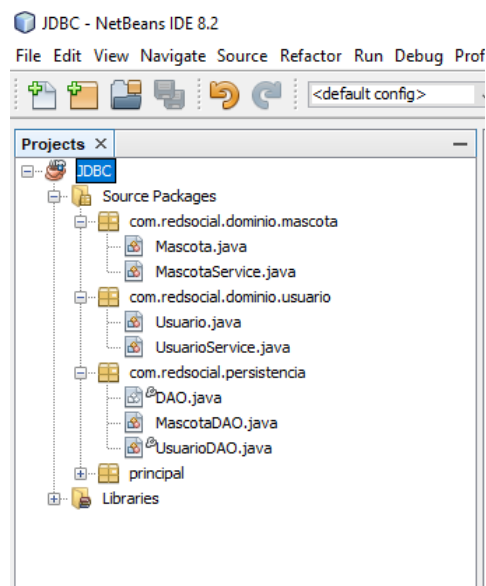 JDBC - NetBeans IDE 8.2
File Edit View Navigate Source Refactor Run Debug Prof
<default config>
Projects
JDBC
Source Packages
com.redsocial.dominio.mascota
Mascota.java
MascotaService.java
com.redsocial.dominio.usuario
Usuario.java
UsuarioService.java
com.redsocial.persistencia
DAO.java
MascotaDAO.java
UsuarioDAO.java
principal
Libraries